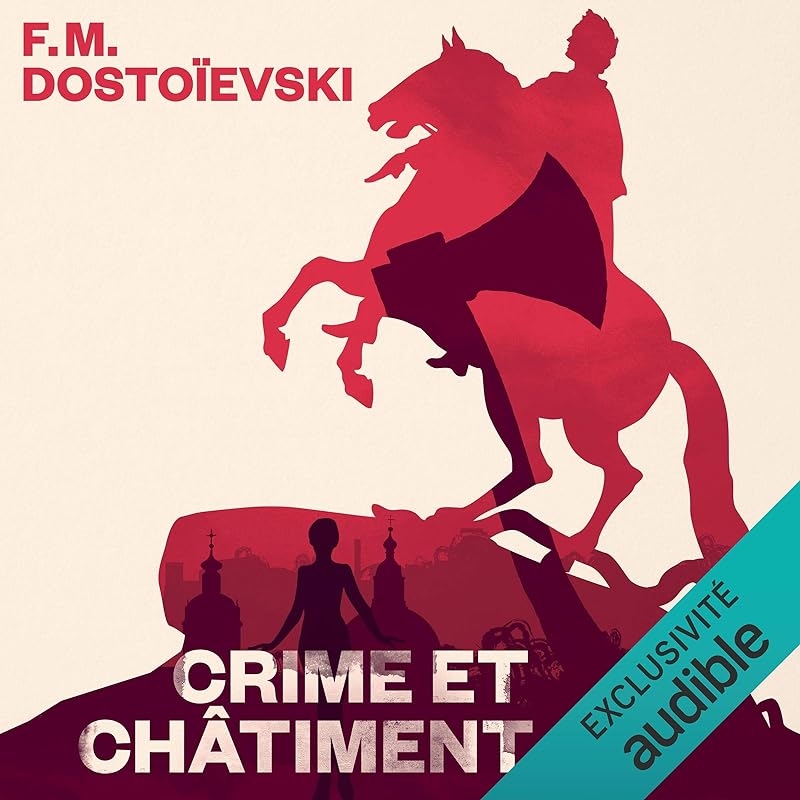 F. M.
DOSTOÏEVSKI
CRIME ET
CHÂTIMENT
EXCLUSIVITÉ
audible